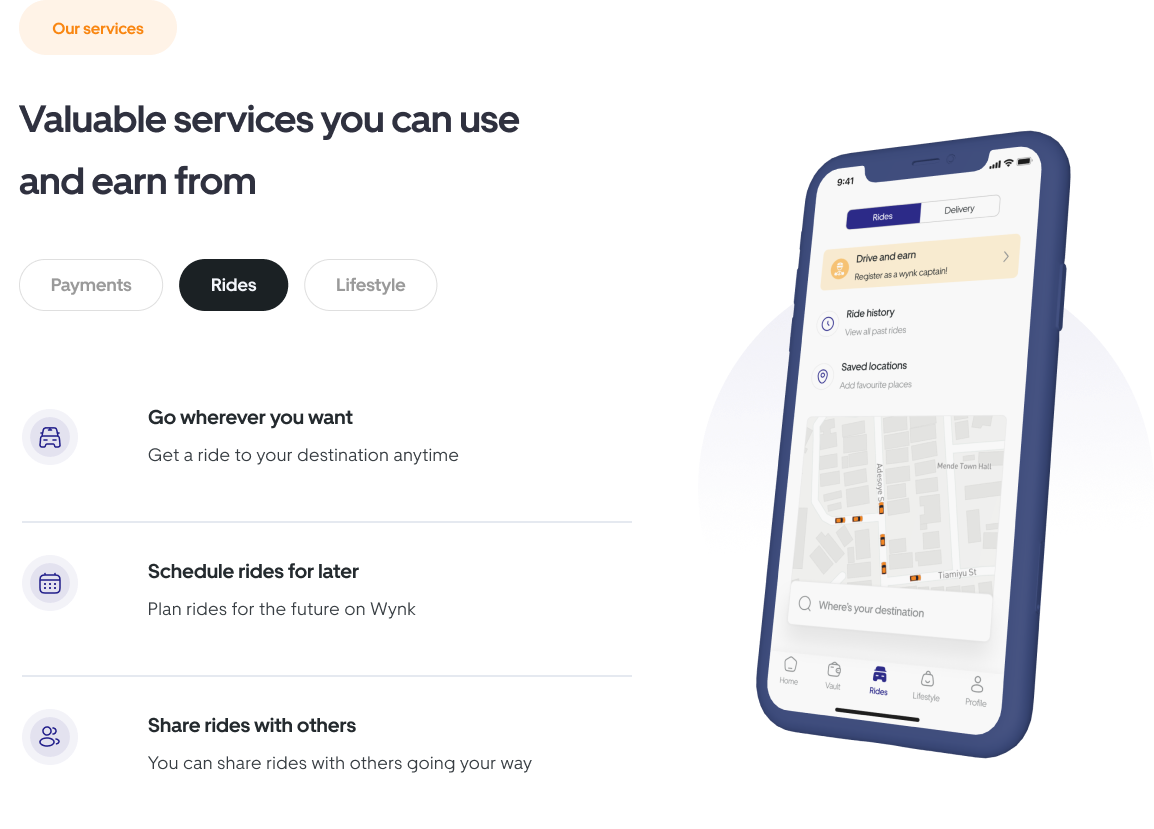 Our services
Valuable services you can use
and earn from
Payments
Rides
Lifestyle
Go wherever you want
Get a ride to your destination anytime
Schedule rides for later
Plan rides for the future on Wynk
Share rides with others
You can share rides with others going your way
9:41
Rides
Delivery
Drive and earn
Register as a wynk captain!
Ride history
View all past rides
Saved locations
Add favourite places
Adesoye S
Mende Town Hall
Tiamiyu St
Where's your destination
Home
Vault
Rides
Lifestyle
Profile